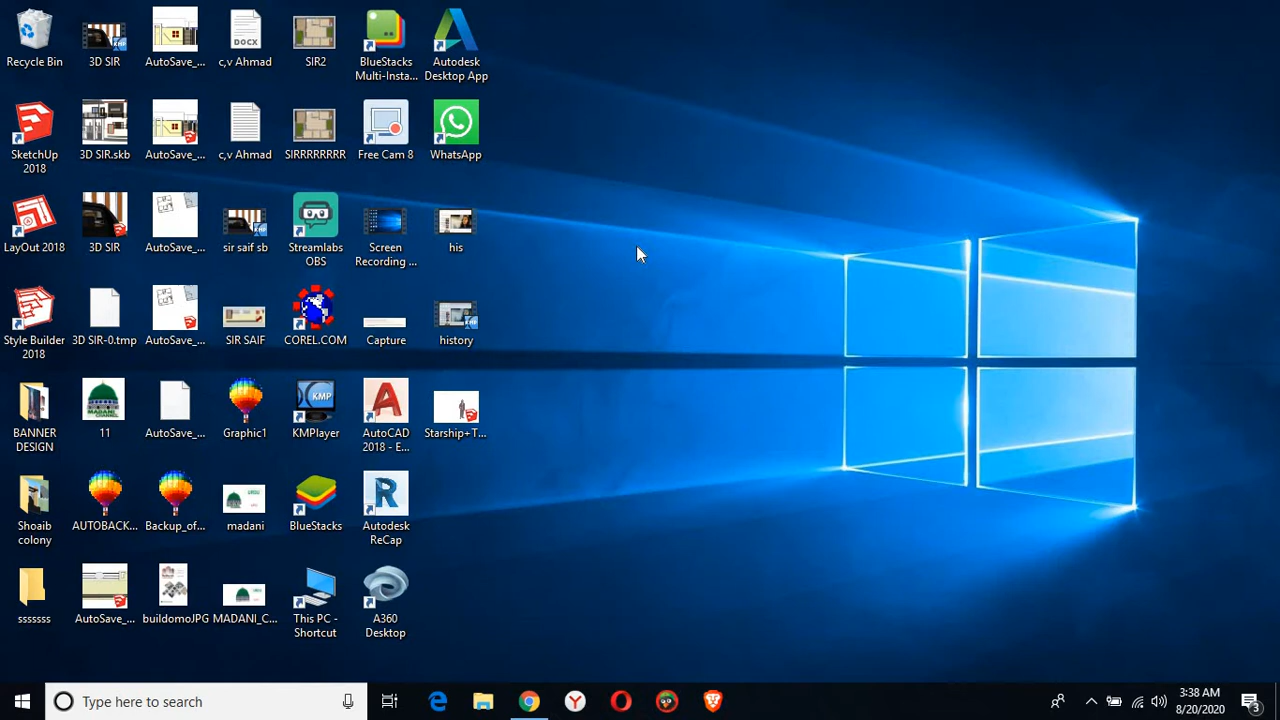 Recycle Bin
3D SIR
AutoSave_...
c,v Ahmad
SIR2
BlueStacks
Multi-Insta...
Autodesk
Desktop App
SketchUp
2018
3D SIR.skb
AutoSave_...
c,v Ahmad
SIRRRRRRRR
Free Cam 8
WhatsApp
LayOut 2018
3D SIR
AutoSave_...
sir saif sb
Streamlabs
OBS
Screen
Recording ...
his
Style Builder
2018
3D SIR-0.tmp
AutoSave_...
SIR SAIF
COREL.COM
Capture
history
BANNER
DESIGN
11
AutoSave_...
Graphic1
KMPlayer
AutoCAD
2018 - E...
Starship+T...
Shoaib
colony
AUTOBACK...
Backup_of...
madani
BlueStacks
Autodesk
ReCap
sssssss
AutoSave_...
buildomoJPG
MADANI_C...
This PC -
Shortcut
A360
Desktop
Type here to search
3:38 AM
8/20/2020
3